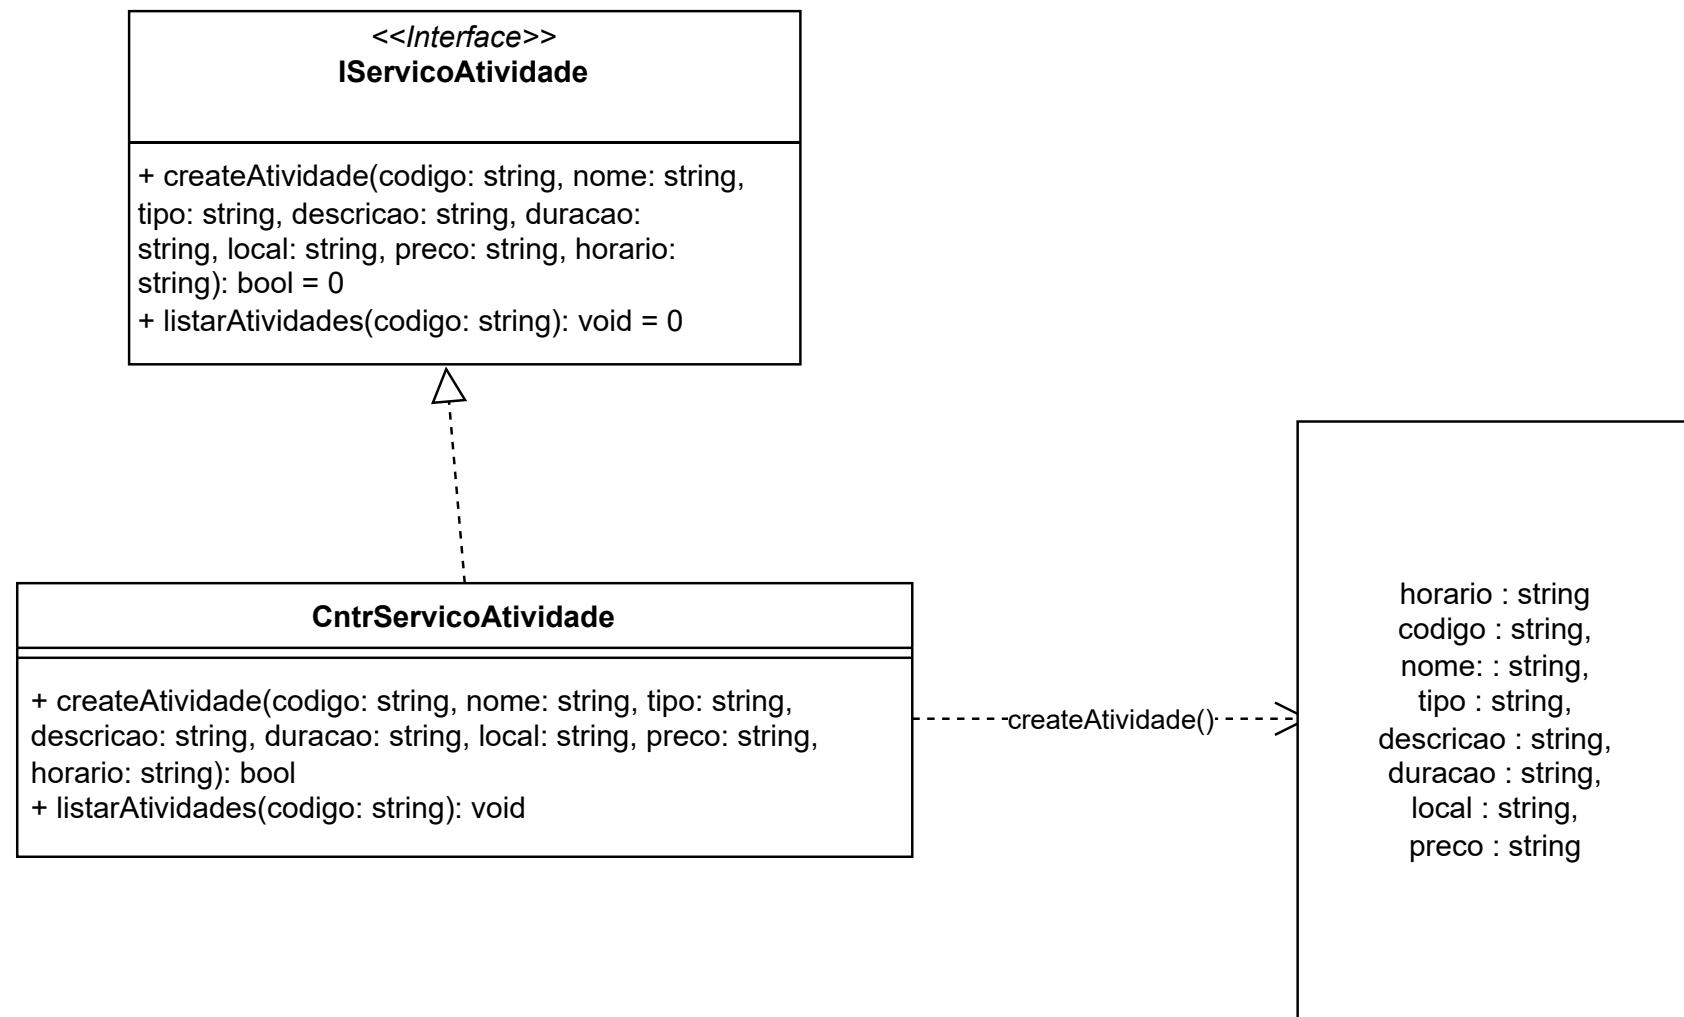 <<Interface>>
IServicoAtividade
+ createAtividade(codigo: string, nome: string,
tipo: string, descricao: string, duracao:
string, local: string, preco: string, horario:
string): bool = 0
+ listarAtividades(codigo: string): void = 0
CntrServicoAtividade
+ createAtividade(codigo: string, nome: string, tipo: string,
descricao: string, duracao: string, local: string, preco: string,
horario: string): bool
+ listarAtividades(codigo: string): void
createAtividade()
horario : string
codigo : string,
nome: : string,
tipo : string,
descricao : string,
duracao : string,
local : string,
preco : string